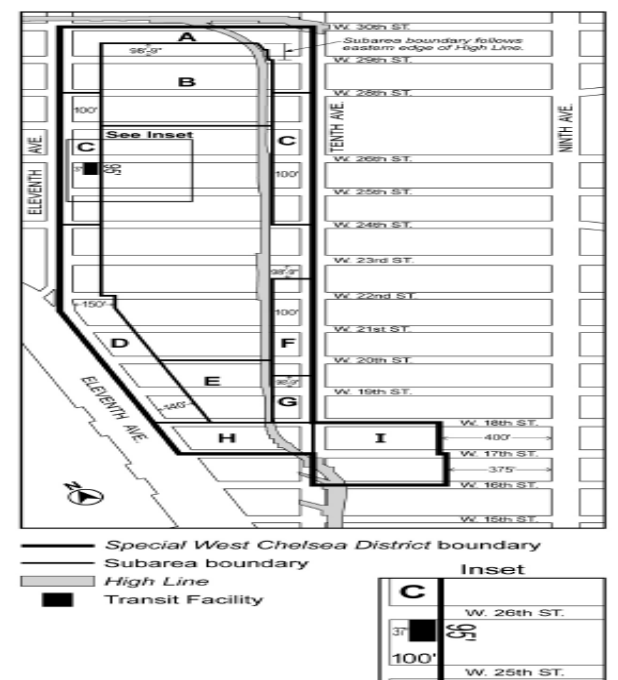 W. 30th ST.
A
Subarea boundary follows
eastern edge of High Line.
98'-9"
W. 29th ST.
B
W. 28th ST.
100'
ELEVENTH AVE.
TENTH AVE.
NINTH AVE.
See Inset
C
C
W. 26th ST.
37'
95'
100'
W. 25th ST.
W. 24th ST.
W. 23rd ST.
98'-9"
W. 22nd ST.
150'
100'
W. 21st ST.
D
F
W. 20th ST.
E
98'-9"
W. 19th ST.
ELEVENTH AVE.
140'
G
W. 18th ST.
H
I
400'
W. 17th ST.
375'
N
W. 16th ST.
W. 15th ST.
Special West Chelsea District boundary
Subarea boundary
High Line
Transit Facility
Inset
C
W. 26th ST.
37'
95'
100'
W. 25th ST.